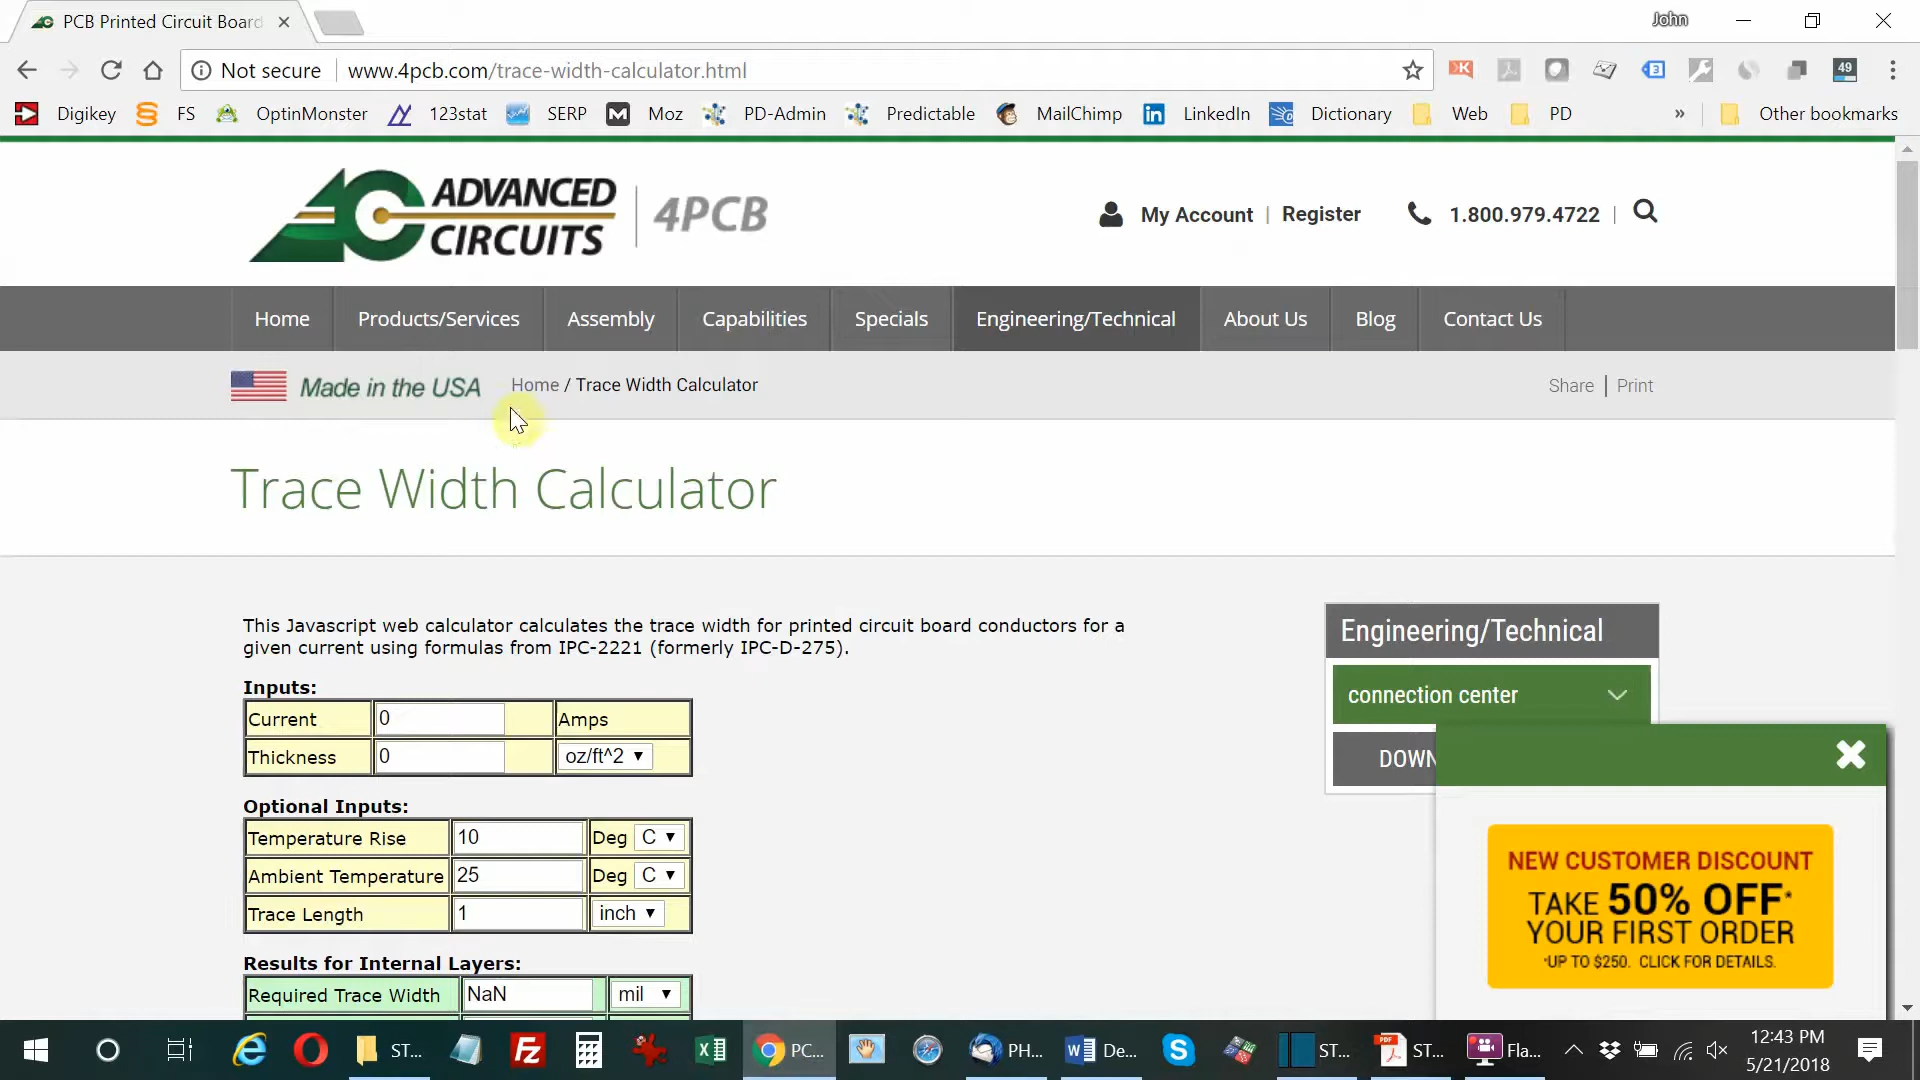 PCB Printed Circuit Board
John
Not secure
www.4pcb.com/trace-width-calculator.html
49
Digikey
FS
OptinMonster
123stat
SERP
Moz
PD-Admin
Predictable
MailChimp
LinkedIn
Dictionary
Web
PD
»
Other bookmarks
ADVANCED
CIRCUITS
4PCB
My Account | Register
1.800.979.4722 |
Home
Products/Services
Assembly
Capabilities
Specials
Engineering/Technical
About Us
Blog
Contact Us
Made in the USA
Home / Trace Width Calculator
Share | Print
Trace Width Calculator
This Javascript web calculator calculates the trace width for printed circuit board conductors for a
given current using formulas from IPC-2221 (formerly IPC-D-275).
Inputs:
Current 0 Amps
Thickness 0 oz/ft^2
Optional Inputs:
Temperature Rise 10 Deg C
Ambient Temperature 25 Deg C
Trace Length 1 inch
Results for Internal Layers:
Required Trace Width NaN mil
Engineering/Technical
connection center
DOWN
NEW CUSTOMER DISCOUNT
TAKE 50% OFF*
YOUR FIRST ORDER
*UP TO $250. CLICK FOR DETAILS.
ST...
PC...
PH...
De...
ST...
ST...
Fla...
12:43 PM
5/21/2018